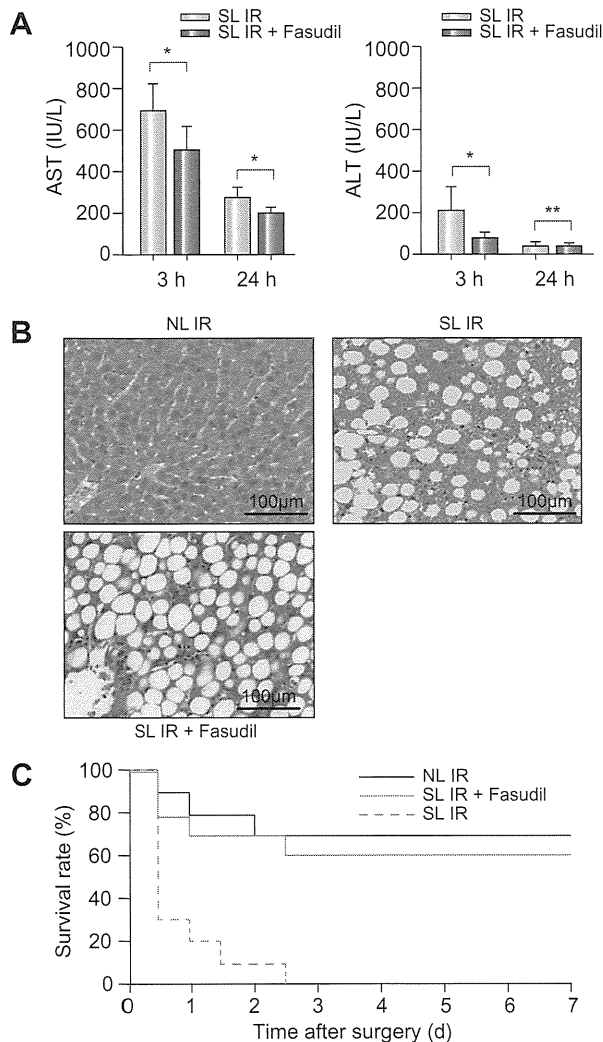 A
SL IR
SL IR + Fasudil
AST (IU/L)
1000
800
600
400
200
0
*
*
3 h
24 h
SL IR
SL IR + Fasudil
ALT (IU/L)
1000
800
600
400
200
0
*
**
3 h
24 h
B
NL IR
SL IR
100µm
100µm
100µm
SL IR + Fasudil
C
NL IR
SL IR + Fasudil
SL IR
Survival rate (%)
100
80
60
40
20
0
0 1 2 3 4 5 6 7
Time after surgery (d)